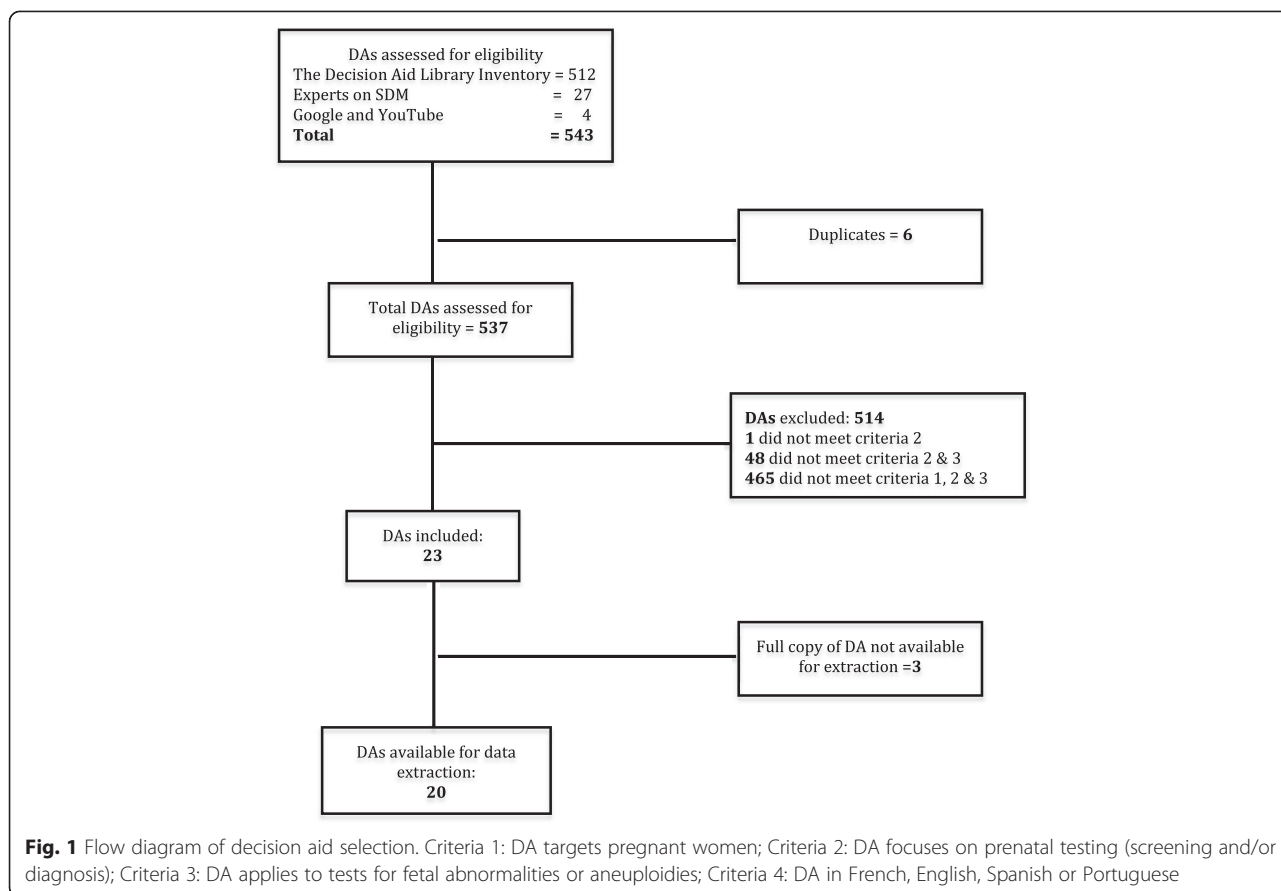 DAs assessed for eligibility
The Decision Aid Library Inventory = 512
Experts on SDM = 27
Google and YouTube = 4
Total = 543
Duplicates = 6
Total DAs assessed for
eligibility = 537
DAs excluded: 514
1 did not meet criteria 2
48 did not meet criteria 2 & 3
465 did not meet criteria 1, 2 & 3
DAs included:
23
Full copy of DA not available
for extraction =3
DAs available for data
extraction:
20
Fig. 1 Flow diagram of decision aid selection. Criteria 1: DA targets pregnant women; Criteria 2: DA focuses on prenatal testing (screening and/or
diagnosis); Criteria 3: DA applies to tests for fetal abnormalities or aneuploidies; Criteria 4: DA in French, English, Spanish or Portuguese